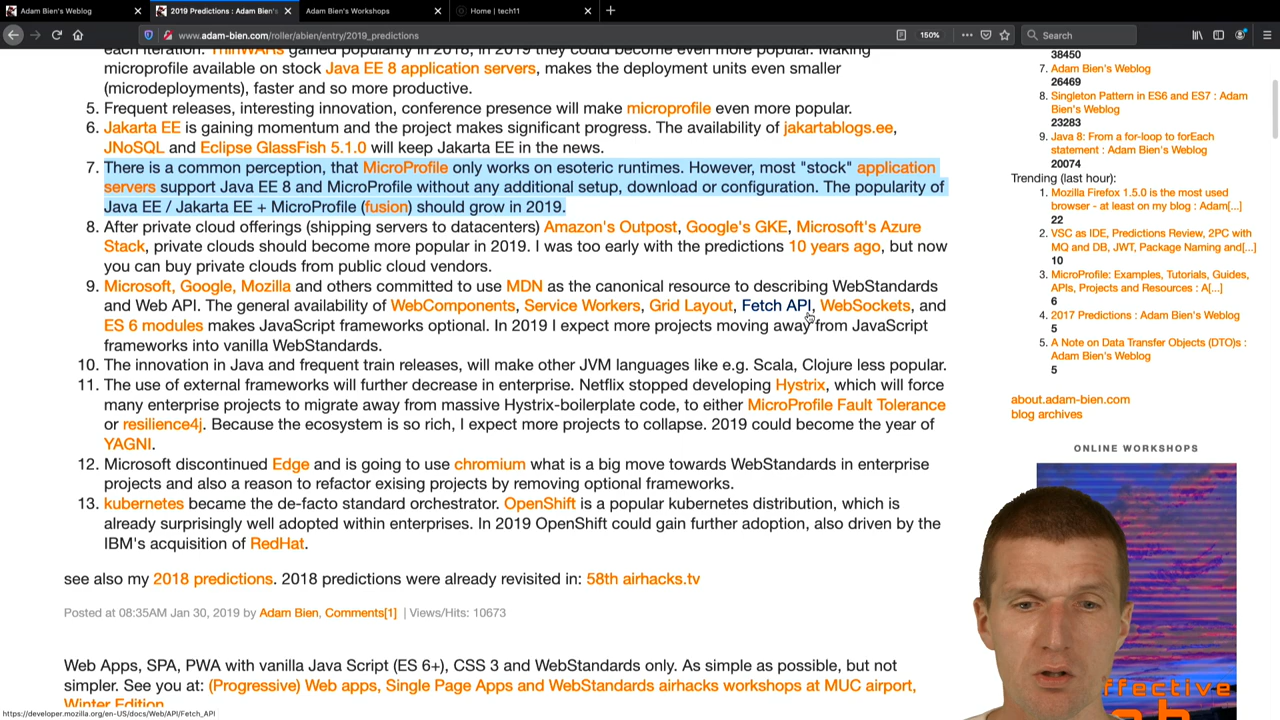 Adam Bien's Weblog
2019 Predictions : Adam Bien's
Adam Bien's Workshops
Home | tech11
www.adam-bien.com/roller/abien/entry/2019_predictions
150%
Search
each iteration. ThinWARs gained popularity in 2018, in 2019 they could become even more popular. Making
microprofile available on stock Java EE 8 application servers, makes the deployment units even smaller
(microdeployments), faster and so more productive.
5. Frequent releases, interesting innovation, conference presence will make microprofile even more popular.
6. Jakarta EE is gaining momentum and the project makes significant progress. The availability of jakartablogs.ee,
JNoSQL and Eclipse GlassFish 5.1.0 will keep Jakarta EE in the news.
7. There is a common perception, that MicroProfile only works on esoteric runtimes. However, most "stock" application
servers support Java EE 8 and MicroProfile without any additional setup, download or configuration. The popularity of
Java EE / Jakarta EE + MicroProfile (fusion) should grow in 2019.
8. After private cloud offerings (shipping servers to datacenters) Amazon's Outpost, Google's GKE, Microsoft's Azure
Stack, private clouds should become more popular in 2019. I was too early with the predictions 10 years ago, but now
you can buy private clouds from public cloud vendors.
9. Microsoft, Google, Mozilla and others committed to use MDN as the canonical resource to describing WebStandards
and Web API. The general availability of WebComponents, Service Workers, Grid Layout, Fetch API, WebSockets, and
ES 6 modules makes JavaScript frameworks optional. In 2019 I expect more projects moving away from JavaScript
frameworks into vanilla WebStandards.
10. The innovation in Java and frequent train releases, will make other JVM languages like e.g. Scala, Clojure less popular.
11. The use of external frameworks will further decrease in enterprise. Netflix stopped developing Hystrix, which will force
many enterprise projects to migrate away from massive Hystrix-boilerplate code, to either MicroProfile Fault Tolerance
or resilience4j. Because the ecosystem is so rich, I expect more projects to collapse. 2019 could become the year of
YAGNI.
12. Microsoft discontinued Edge and is going to use chromium what is a big move towards WebStandards in enterprise
projects and also a reason to refactor exising projects by removing optional frameworks.
13. kubernetes became the de-facto standard orchestrator. OpenShift is a popular kubernetes distribution, which is
already surprisingly well adopted within enterprises. In 2019 OpenShift could gain further adoption, also driven by the
IBM's acquisition of RedHat.
see also my 2018 predictions. 2018 predictions were already revisited in: 58th airhacks.tv
Posted at 08:35AM Jan 30, 2019 by Adam Bien, Comments[1] | Views/Hits: 10673
Web Apps, SPA, PWA with vanilla Java Script (ES 6+), CSS 3 and WebStandards only. As simple as possible, but not
simpler. See you at: (Progressive) Web apps, Single Page Apps and WebStandards airhacks workshops at MUC airport,
Winter Edition
https://developer.mozilla.org/en-US/docs/Web/API/Fetch_API
38450
7. Adam Bien's Weblog
26469
8. Singleton Pattern in ES6 and ES7 : Adam
Bien's Weblog
23283
9. Java 8: From a for-loop to forEach
statement : Adam Bien's Weblog
20074
Trending (last hour):
1. Mozilla Firefox 1.5.0 is the most used
browser - at least on my blog : Adam[...]
22
2. VSC as IDE, Predictions Review, 2PC with
MQ and DB, JWT, Package Naming and[...]
10
3. MicroProfile: Examples, Tutorials, Guides,
APIs, Projects and Resources : A[...]
6
4. 2017 Predictions : Adam Bien's Weblog
5
5. A Note on Data Transfer Objects (DTO)s :
Adam Bien's Weblog
5
about.adam-bien.com
blog archives
ONLINE WORKSHOPS